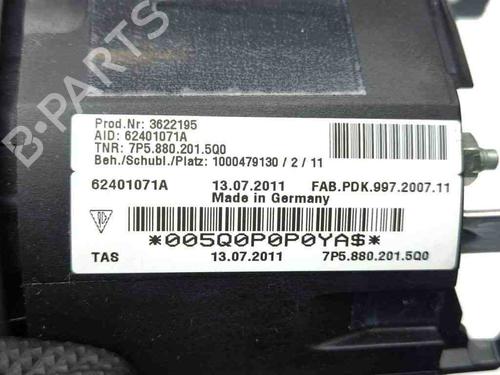 B-PARTS
Prod.Nr: 3622195
AID: 62401071A
TNR: 7P5.880.201.5Q0
Beh./Schubl./Platz: 1000479130 / 2 / 11
62401071A 13.07.2011 FAB.PDK.997.2007.11
Made in Germany
*005Q0P0P0YA$*
TAS 13.07.2011 7P5.880.201.5Q0